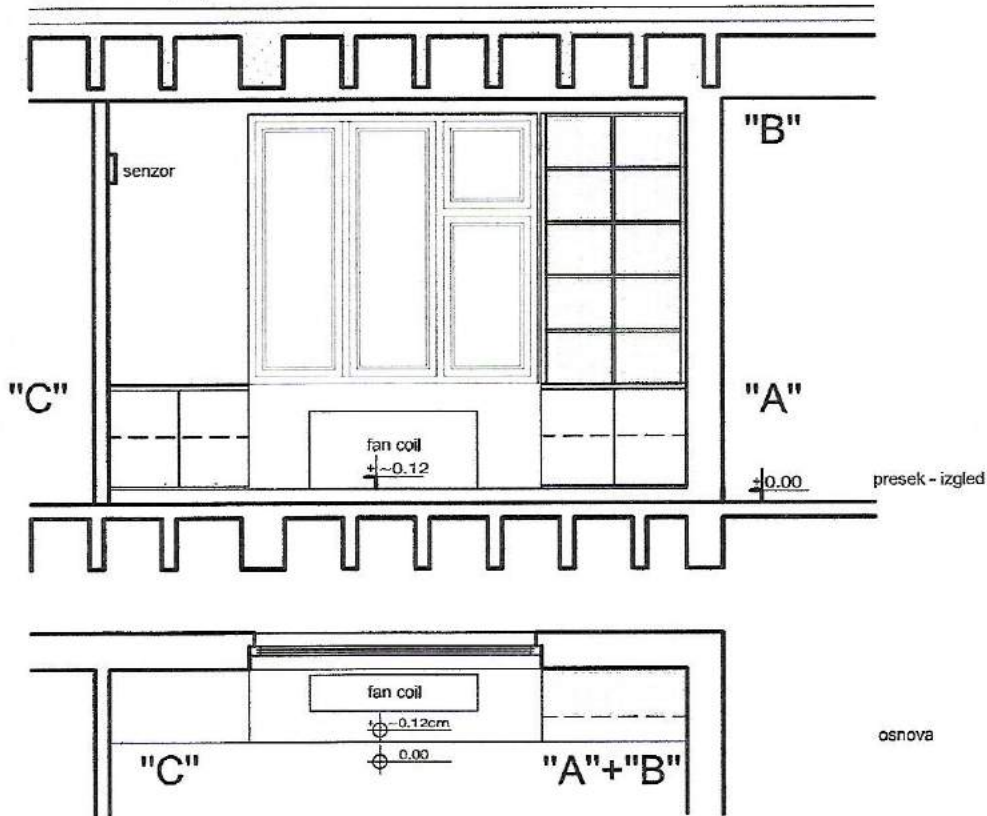 "B"
senzor
"C"
"A"
fan coil
+~0.12
±0.00
presek - izgled
fan coil
+~0.12cm
osnova
0.00
"C"
"A"+"B"